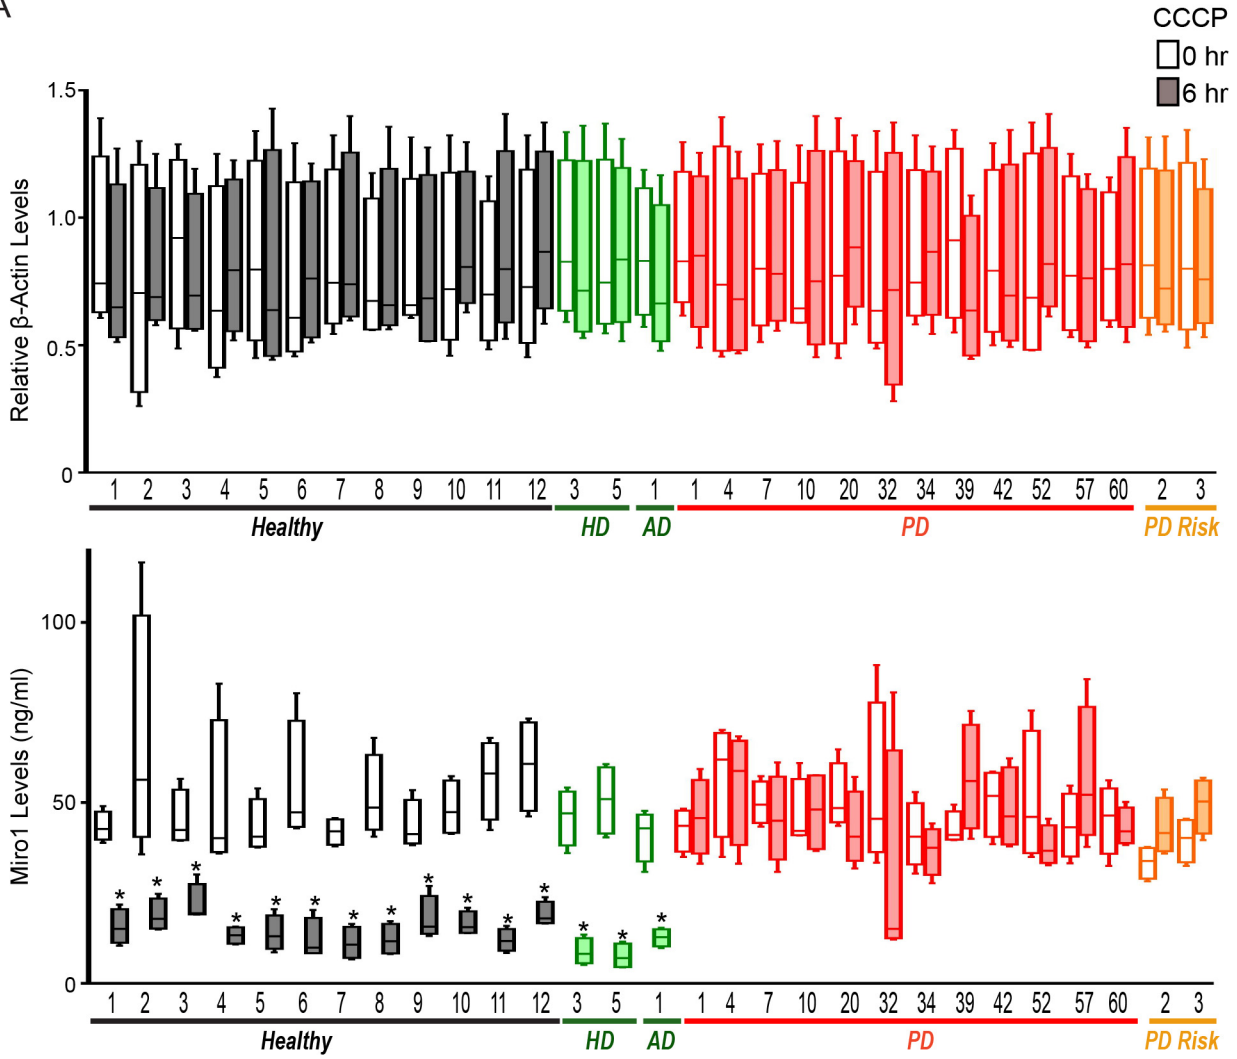 A
CCCP
0 hr
6 hr
Relative β-Actin Levels
1.5
1.0
0.5
0
1 2 3 4 5 6 7 8 9 10 11 12 3 5 1 1 4 7 10 20 32 34 39 42 52 57 60 2 3
Healthy HD AD PD PD Risk
Miro1 Levels (ng/ml)
100
50
0
* * * * * * * * * * * * * * *
1 2 3 4 5 6 7 8 9 10 11 12 3 5 1 1 4 7 10 20 32 34 39 42 52 57 60 2 3
Healthy HD AD PD PD Risk